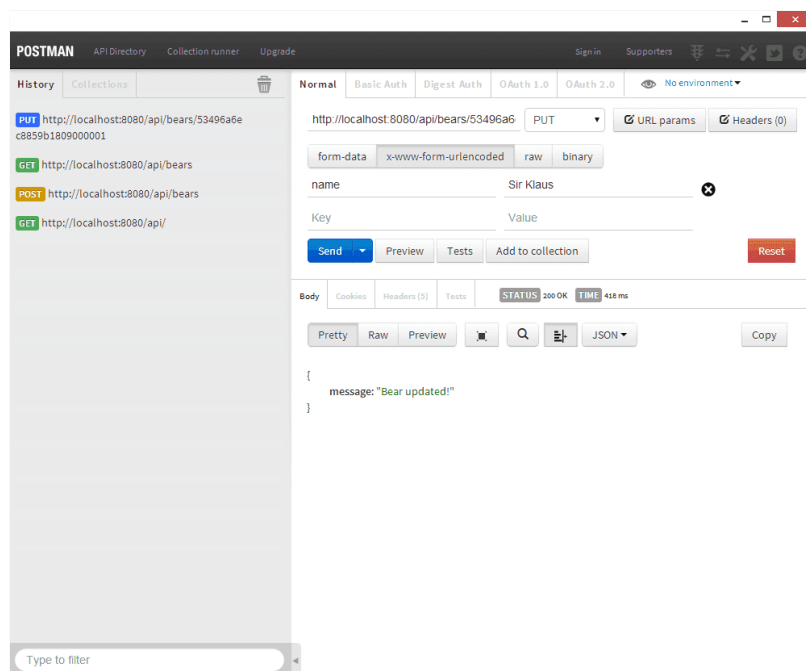 POSTMAN API Directory Collection runner Upgrade Sign in Supporters
History Collections
PUT http://localhost:8080/api/bears/53496a6e
c8859b1809000001
GET http://localhost:8080/api/bears
POST http://localhost:8080/api/bears
GET http://localhost:8080/api/
Type to filter
Normal Basic Auth Digest Auth OAuth 1.0 OAuth 2.0 No environment
http://localhost:8080/api/bears/53496a6 PUT URL params Headers (0)
form-data x-www-form-urlencoded raw binary
name Sir Klaus
Key Value
Send Preview Tests Add to collection Reset
Body Cookies Headers (5) Tests STATUS 200 OK TIME 418 ms
Pretty Raw Preview JSON Copy
{
message: "Bear updated!"
}